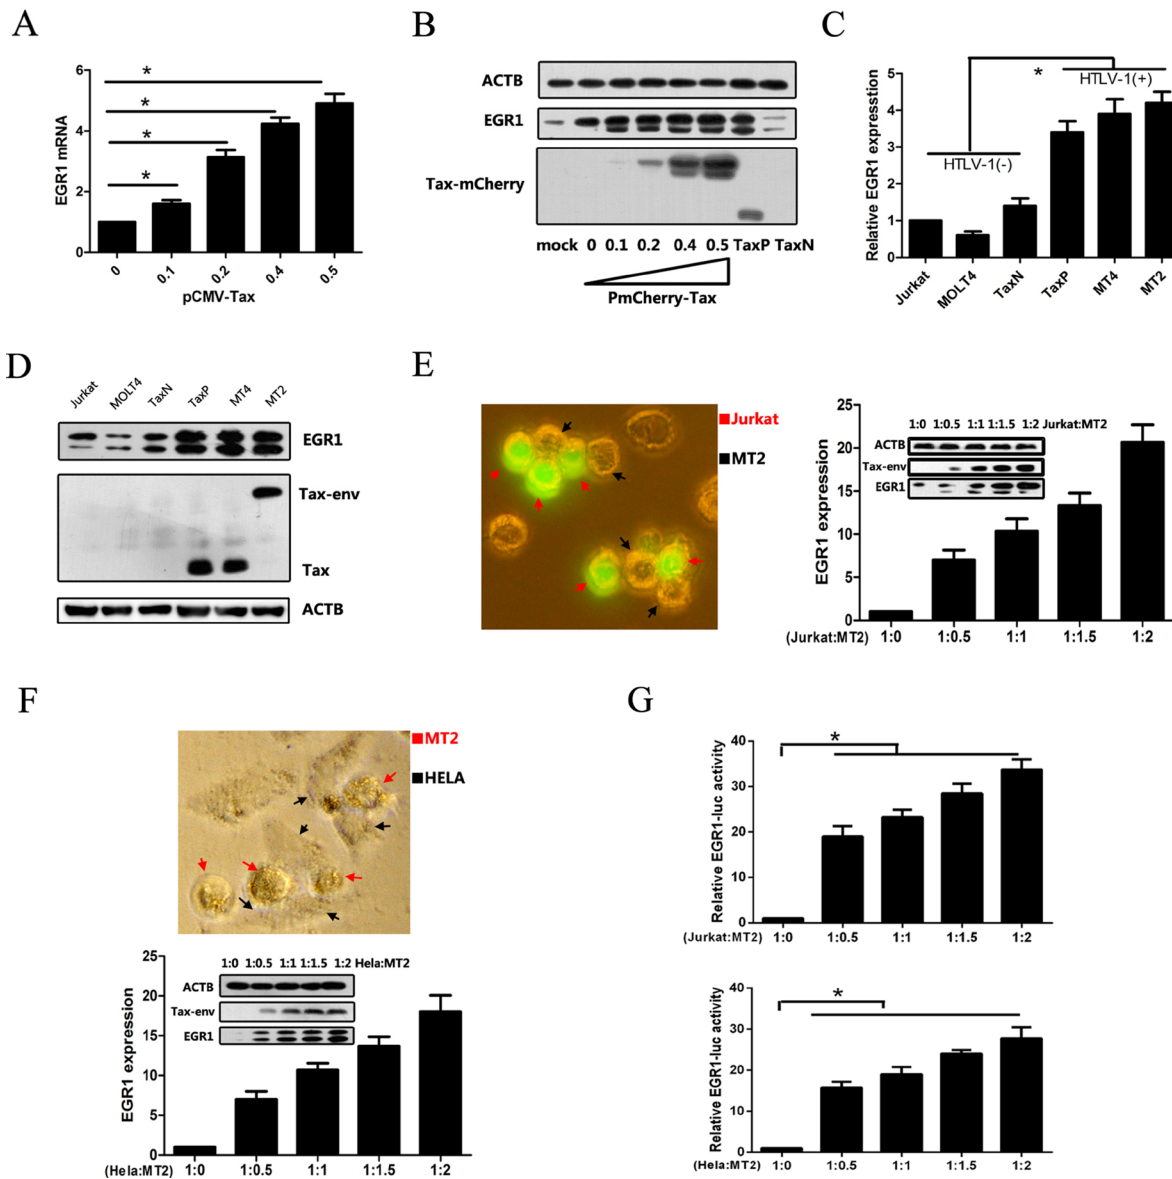 A
EGR1 mRNA
6
4
2
0
*
*
*
*
0
0.1
0.2
0.4
0.5
pCMV-Tax
B
ACTB
EGR1
Tax-mCherry
mock 0 0.1 0.2 0.4 0.5 TaxP TaxN
PmCherry-Tax
C
Relative EGR1 expresstion
5
4
3
2
1
0
*
HTLV-1(+)
HTLV-1(-)
Jurkat
MOLT4
TaxN
TaxP
MT4
MT2
D
Jurkat
MOLT4
TaxN
TaxP
MT4
MT2
EGR1
Tax-env
Tax
ACTB
E
Jurkat
MT2
EGR1 expression
25
20
15
10
5
0
1:0 1:0.5 1:1 1:1.5 1:2 Jurkat:MT2
ACTB
Tax-env
EGR1
(Jurkat:MT2) 1:0 1:0.5 1:1 1:1.5 1:2
F
MT2
HELA
EGR1 expression
25
20
15
10
5
0
1:0 1:0.5 1:1 1:1.5 1:2 Hela:MT2
ACTB
Tax-env
EGR1
(Hela:MT2) 1:0 1:0.5 1:1 1:1.5 1:2
G
Relative EGR1-luc activity
40
30
20
10
0
*
(Jurkat:MT2) 1:0 1:0.5 1:1 1:1.5 1:2
Relative EGR1-luc activity
40
30
20
10
0
*
(Hela:MT2) 1:0 1:0.5 1:1 1:1.5 1:2